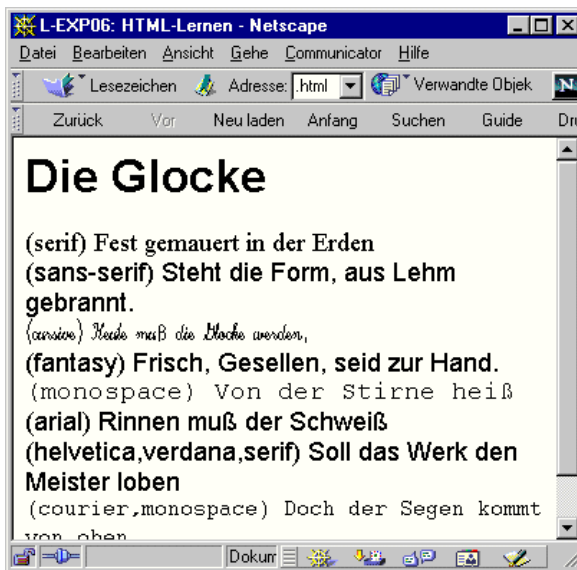 L-EXP06: HTML-Lernen - Netscape
Datei Bearbeiten Ansicht Gehe Communicator Hilfe
Lesezeichen Adresse: .html Verwandte Objek N
Zurück Vor Neu laden Anfang Suchen Guide Dru
Die Glocke
(serif) Fest gemauert in der Erden
(sans-serif) Steht die Form, aus Lehm
gebrannt.
(cursive) Heute muß die Glocke werden,
(fantasy) Frisch, Gesellen, seid zur Hand.
(monospace) Von der Stirne heiß
(arial) Rinnen muß der Schweiß
(helvetica,verdana,serif) Soll das Werk den
Meister loben
(courier,monospace) Doch der Segen kommt
von oben
Dokum